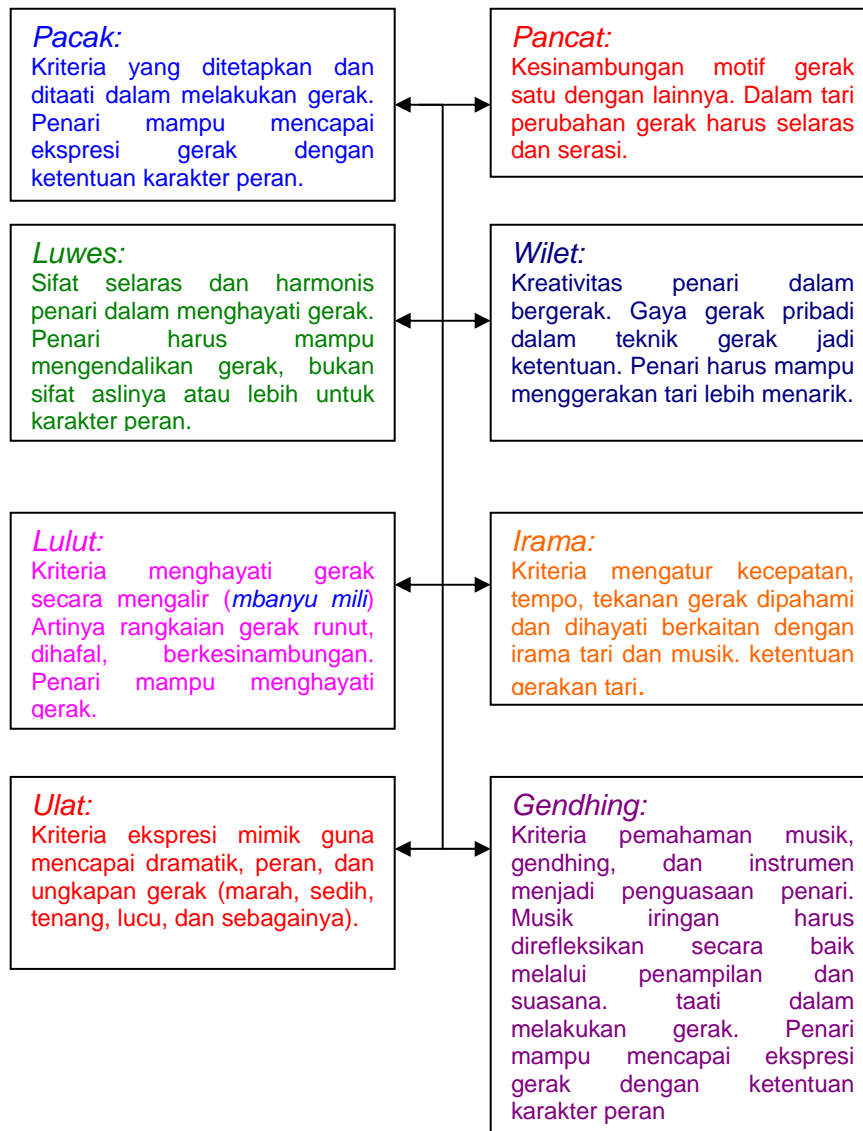 Pacak:
Kriteria yang ditetapkan dan
ditaati dalam melakukan gerak.
Penari mampu mencapai
ekspresi gerak dengan
ketentuan karakter peran.
Pancat:
Kesinambungan motif gerak
satu dengan lainnya. Dalam tari
perubahan gerak harus selaras
dan serasi.
Luwes:
Sifat selaras dan harmonis
penari dalam menghayati gerak.
Penari harus mampu
mengendalikan gerak, bukan
sifat aslinya atau lebih untuk
karakter peran.
Wilet:
Kreativitas penari dalam
bergerak. Gaya gerak pribadi
dalam teknik gerak jadi
ketentuan. Penari harus mampu
menggerakan tari lebih menarik.
Lulut:
Kriteria menghayati gerak
secara mengalir (mbanyu mili)
Artinya rangkaian gerak runut,
dihafal, berkesinambungan.
Penari mampu menghayati
gerak.
Irama:
Kriteria mengatur kecepatan,
tempo, tekanan gerak dipahami
dan dihayati berkaitan dengan
irama tari dan musik. ketentuan
gerakan tari.
Ulat:
Kriteria ekspresi mimik guna
mencapai dramatik, peran, dan
ungkapan gerak (marah, sedih,
tenang, lucu, dan sebagainya).
Gendhing:
Kriteria pemahaman musik,
gendhing, dan instrumen
menjadi penguasaan penari.
Musik iringan harus
direfleksikan secara baik
melalui penampilan dan
suasana. taati dalam
melakukan gerak. Penari
mampu mencapai ekspresi
gerak dengan ketentuan
karakter peran